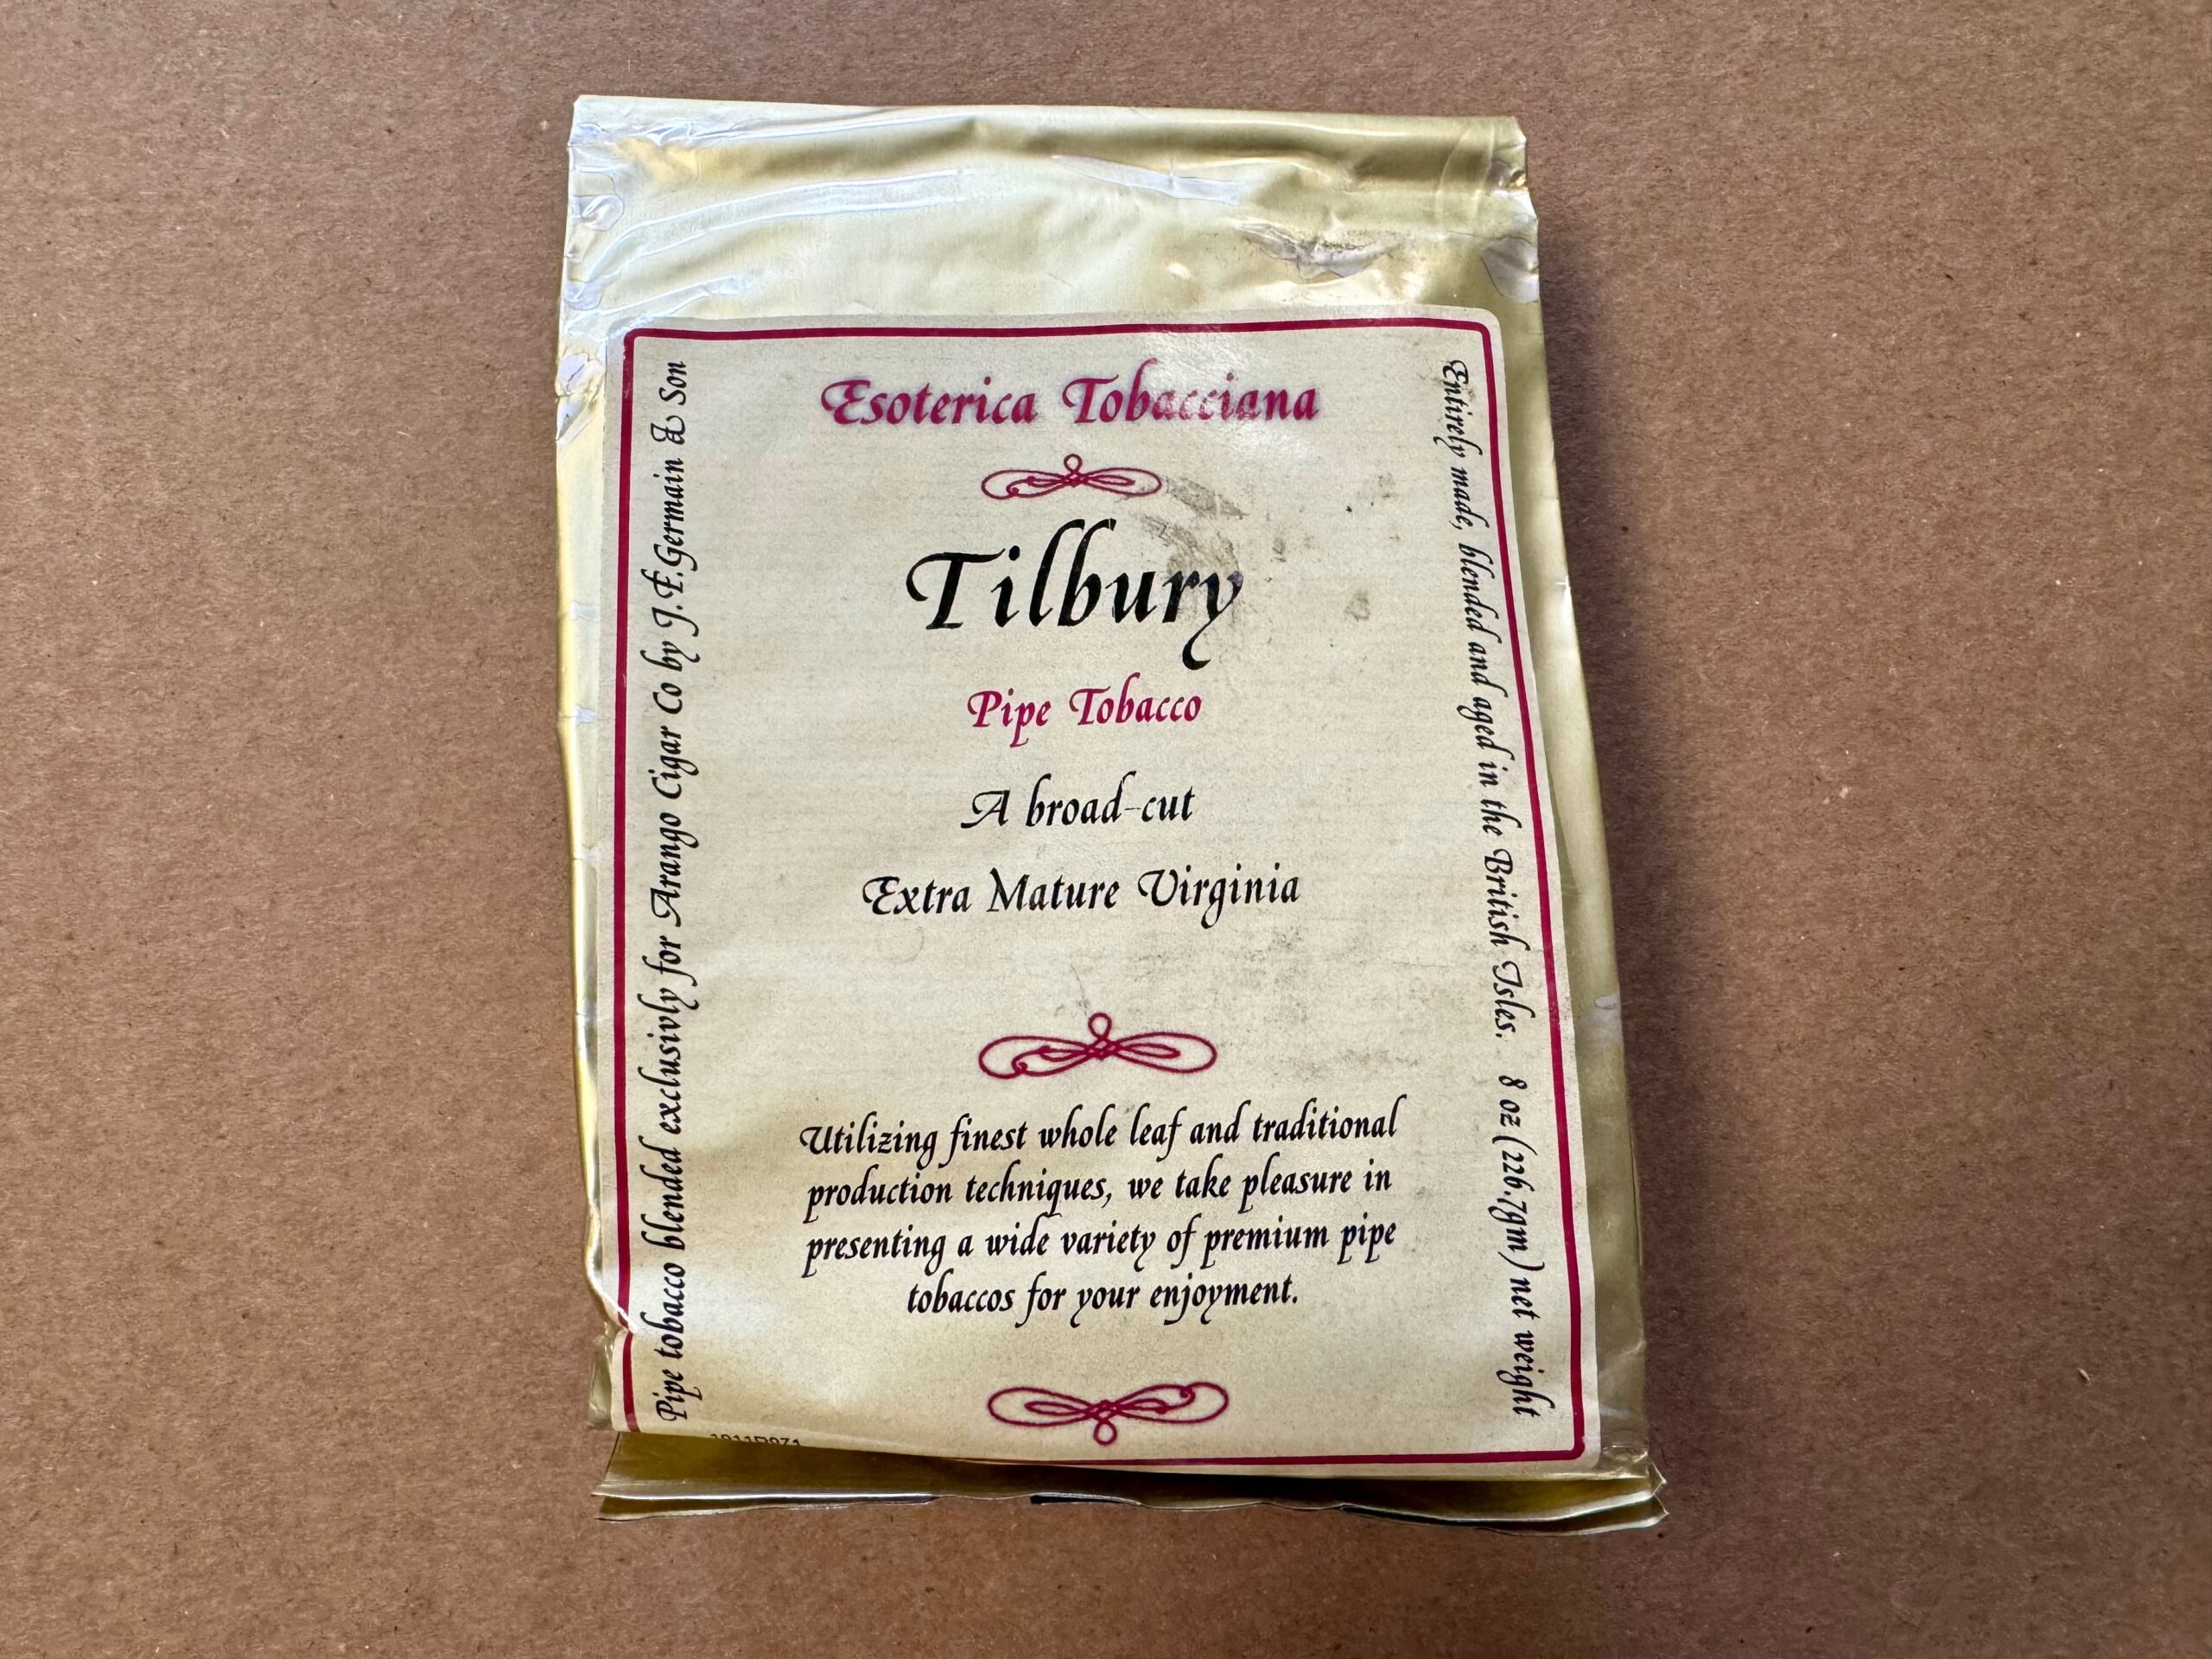 Esoterica Tobacciana
Tilbury
Pipe Tobacco
A broad-cut
Extra Mature Virginia
Utilizing finest whole leaf and traditional
production techniques, we take pleasure in
presenting a wide variety of premium pipe
tobaccos for your enjoyment.
Pipe tobacco blended exclusivly for Arango Cigar Co by J.F.Germain & Son
Entirely made, blended and aged in the British Isles. 8 oz (226.7gm) net weight